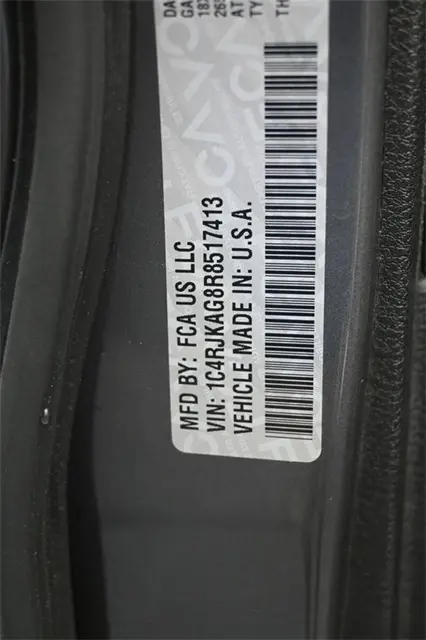 MFD BY: FCA US LLC
VIN: 1C4RJKAG8R8517413
VEHICLE MADE IN: U.S.A.